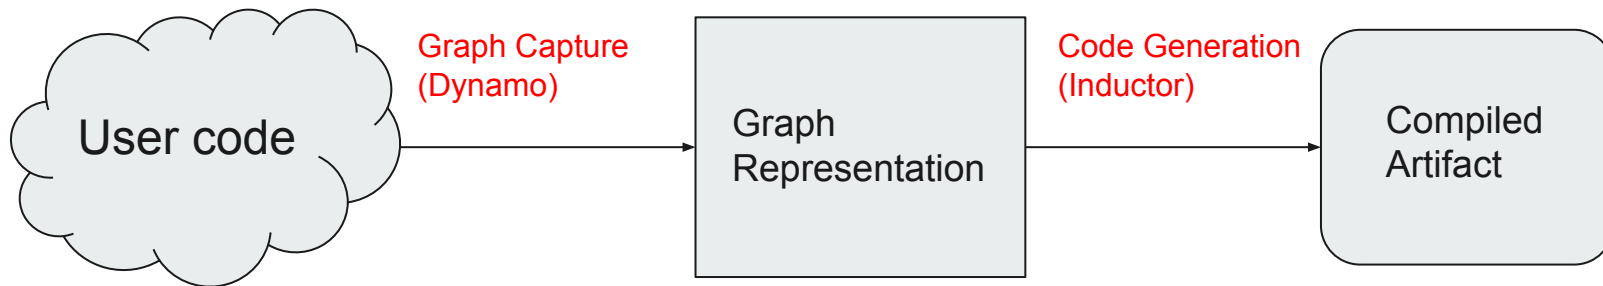 User code
Graph Capture
(Dynamo)
Graph
Representation
Code Generation
(Inductor)
Compiled
Artifact